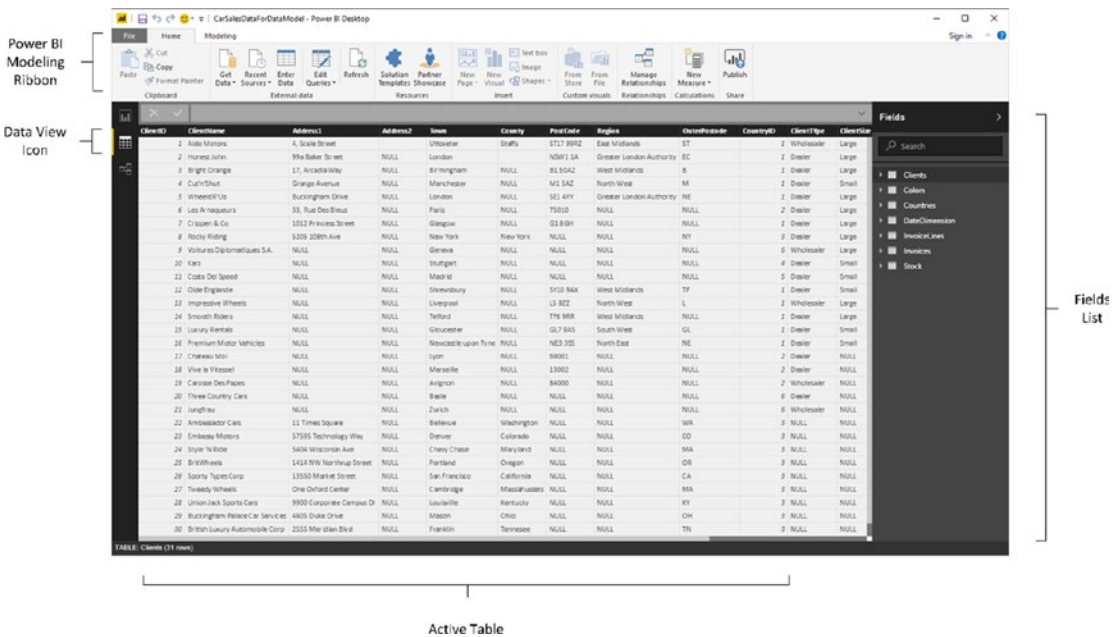 CarSalesDataForDataModel - Power BI Desktop
File Home Modeling Sign in
Power BI
Modeling
Ribbon
Paste
Cut
Copy
Format Painter
Get Data
Recent Sources
Enter Data
Edit Queries
Refresh
Solution Templates
Partner Showcase
New Page
New Visual
Text box
Image
Shapes
From Store
From File
Manage Relationships
New Measure
Publish
Clipboard External data Resources Insert Custom visuals Relationships Calculations Share
Data View
Icon
ClientID ClientName Address1 Address2 Town County PostCode Region OuterPostode CountryID ClientType ClientSize
1 Aldo Motors 4, Scale Street Uttoxeter Staffs ST17 99RZ East Midlands ST 1 Wholesaler Large
2 Honest John 99a Baker Street NULL London NSW1 1A Greater London Authority EC 1 Dealer Large
3 Bright Orange 17, Arcadia Way NULL Birmingham NULL B1 50AZ West Midlands B 1 Dealer Large
4 Cut'n'Shut Grange Avenue NULL Manchester NULL M1 5AZ North West M 1 Dealer Small
5 Wheels'R'Us Buckingham Drive NULL London NULL SE1 4YY Greater London Authority NE 1 Dealer Large
6 Les Arnaqueurs 33, Rue Des Bleus NULL Paris NULL 75010 NULL NULL 2 Dealer Large
7 Crippen & Co 1012 Princess Street NULL Glasgow NULL G1 8GH NULL NULL 1 Dealer Large
8 Rocky Riding 5205 108th Ave NULL New York New York NULL NULL NY 3 Dealer Large
9 Voitures Diplomatiques S.A. NULL NULL Geneva NULL NULL NULL NULL 6 Wholesaler Large
10 Karz NULL NULL Stuttgart NULL NULL NULL NULL 4 Dealer Small
11 Costa Del Speed NULL NULL Madrid NULL NULL NULL NULL 5 Dealer Small
12 Olde Englande NULL NULL Shrewsbury NULL SY10 9AX West Midlands TF 1 Dealer Small
13 Impressive Wheels NULL NULL Liverpool NULL LS 9ZZ North West L 1 Wholesaler Large
14 Smooth Riders NULL NULL Telford NULL TF6 9RR West Midlands NULL 1 Dealer Large
15 Luxury Rentals NULL NULL Gloucester NULL GL7 9AS South West GL 1 Dealer Small
16 Premium Motor Vehicles NULL NULL Newcastle upon Tyne NULL NE3 3SS North East NE 1 Dealer Small
17 Chateau Moi NULL NULL Lyon NULL 69001 NULL NULL 2 Dealer NULL
18 Vive la Vitesse! NULL NULL Marseille NULL 13002 NULL NULL 2 Dealer NULL
19 Carosse Des Papes NULL NULL Avignon NULL 84000 NULL NULL 2 Wholesaler NULL
20 Three Country Cars NULL NULL Basle NULL NULL NULL NULL 6 Dealer NULL
21 Jungfrau NULL NULL Zurich NULL NULL NULL NULL 6 Wholesaler NULL
22 Ambassador Cars 11 Times Square NULL Bellevue Washington NULL NULL WA 3 NULL NULL
23 Embassy Motors 57595 Technology Way NULL Denver Colorado NULL NULL CO 3 NULL NULL
24 Style 'N Ride 5404 Wisconsin Ave NULL Chevy Chase Maryland NULL NULL MA 3 NULL NULL
25 BritWheels 1414 NW Northrup Street NULL Portland Oregon NULL NULL OR 3 NULL NULL
26 Sporty Types Corp 13550 Market Street NULL San Francisco California NULL NULL CA 3 NULL NULL
27 Tweedy Wheels One Oxford Center NULL Cambridge NULL NULL MA 3 NULL NULL
28 Union Jack Sports Cars 9900 Corporate Campus Dr NULL Louisville Kentucky NULL NULL KY 3 NULL NULL
29 Buckingham Palace Car Services 4605 Duke Drive NULL Mason Ohio NULL NULL OH 3 NULL NULL
30 British Luxury Automobile Corp 2555 Meridian Blvd NULL Franklin Tennesee NULL NULL TN 3 NULL NULL
TABLE: Clients (31 rows)
Fields
Search
Clients
Colors
Countries
DateDimension
InvoiceLines
Invoices
Stock
Fields
List
Active Table